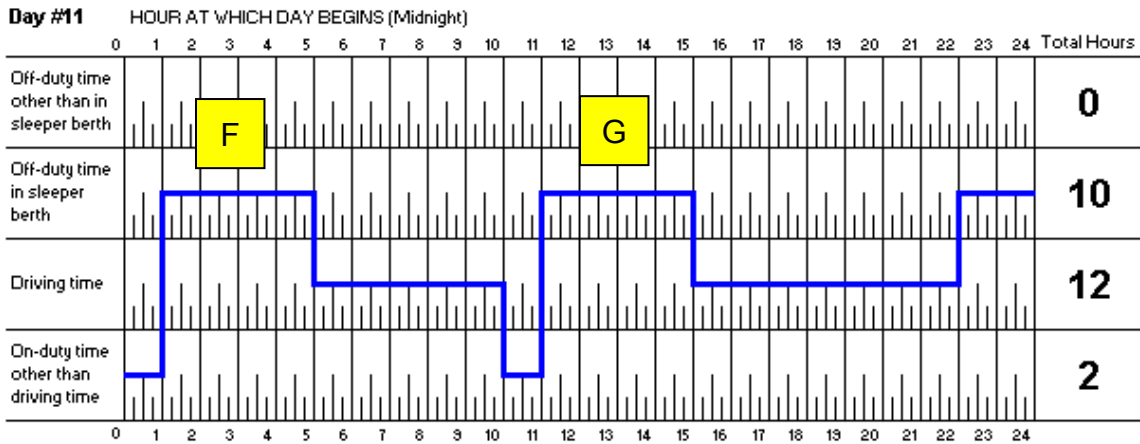 Day #11 HOUR AT WHICH DAY BEGINS (Midnight)
0 1 2 3 4 5 6 7 8 9 10 11 12 13 14 15 16 17 18 19 20 21 22 23 24 Total Hours
Off-duty time
other than in
sleeper berth
F
G
0
Off-duty time
in sleeper
berth
10
Driving time
12
On-duty time
other than
driving time
2
0 1 2 3 4 5 6 7 8 9 10 11 12 13 14 15 16 17 18 19 20 21 22 23 24